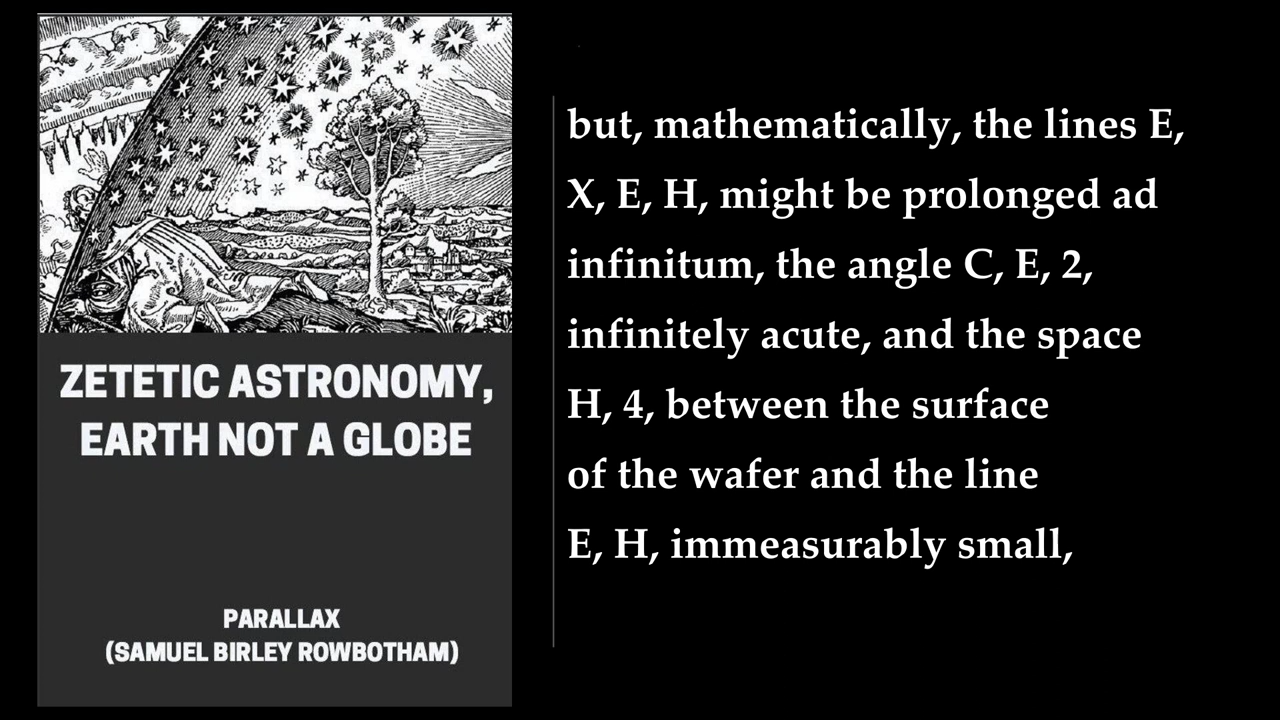 ZETETIC ASTRONOMY,
EARTH NOT A GLOBE
PARALLAX
(SAMUEL BIRLEY ROWBOTHAM)
but, mathematically, the lines E,
X, E, H, might be prolonged ad
infinitum, the angle C, E, 2,
infinitely acute, and the space
H, 4, between the surface
of the wafer and the line
E, H, immeasurably small,